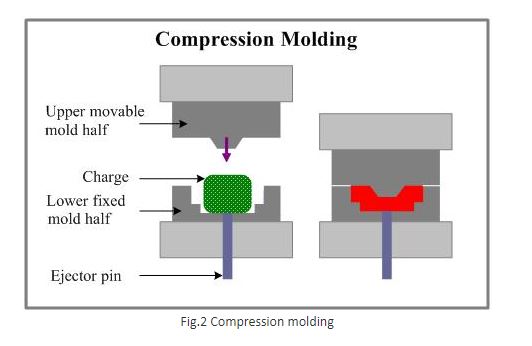 Compression Molding
Upper movable
mold half
Charge
Lower fixed
mold half
Ejector pin
Fig.2 Compression molding